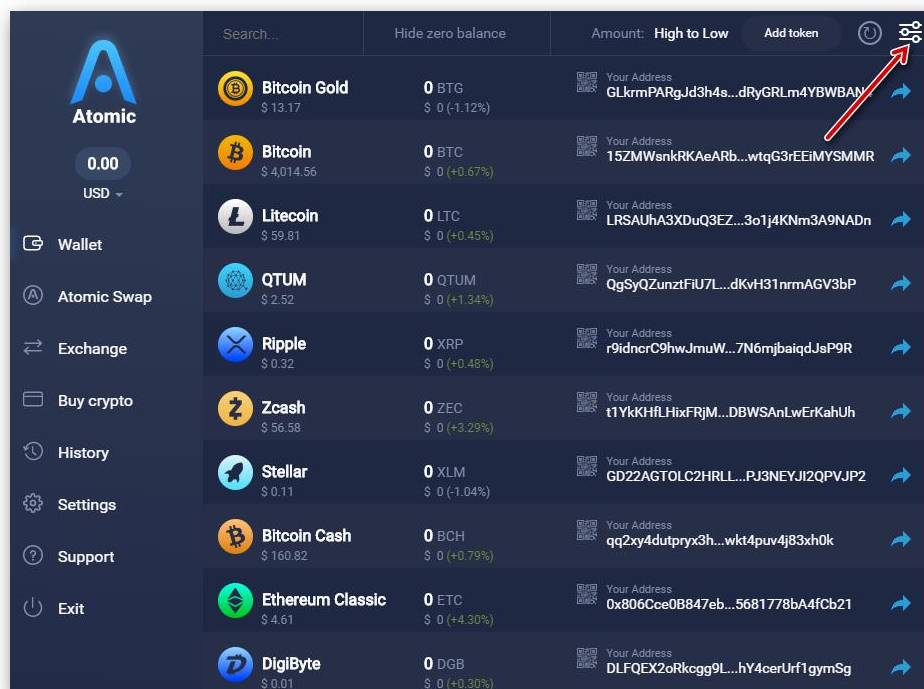 Atomic
0.00
USD
Wallet
Atomic Swap
Exchange
Buy crypto
History
Settings
Support
Exit
Search...
Hide zero balance
Amount: High to Low
Add token
Bitcoin Gold
$ 13.17
0 BTG
$ 0 (-1.12%)
Your Address
GLkrmPARgJd3h4s...dRyGRLm4YBWBAN
Bitcoin
$ 4,014.56
0 BTC
$ 0 (+0.67%)
Your Address
15ZMWsnkRKAeARb...wtqG3rEEiMYSMMR
Litecoin
$ 59.81
0 LTC
$ 0 (+0.45%)
Your Address
LRSAUhA3XDuQ3EZ...3o1j4KNm3A9NADn
QTUM
$ 2.52
0 QTUM
$ 0 (+1.34%)
Your Address
QgSyQZunztFiU7L...dKvH31nrmAGV3bP
Ripple
$ 0.32
0 XRP
$ 0 (+0.48%)
Your Address
r9idncrC9hwJmuW...7N6mjbaiqdJsP9R
Zcash
$ 56.58
0 ZEC
$ 0 (+3.29%)
Your Address
t1YkKHfLHixFRjM...DBWSAnLwErKahUh
Stellar
$ 0.11
0 XLM
$ 0 (-1.04%)
Your Address
GD22AGTOLC2HRLL...PJ3NEYJI2QPVJP2
Bitcoin Cash
$ 160.82
0 BCH
$ 0 (+0.79%)
Your Address
qq2xy4dutpryx3h...wkt4puv4j83xh0k
Ethereum Classic
$ 4.61
0 ETC
$ 0 (+4.30%)
Your Address
0x806Cce0B847eb...5681778bA4fCb21
DigiByte
$ 0.01
0 DGB
$ 0 (+0.30%)
Your Address
DLFQEX2oRkcgg9L...hY4cerUrf1gymSg